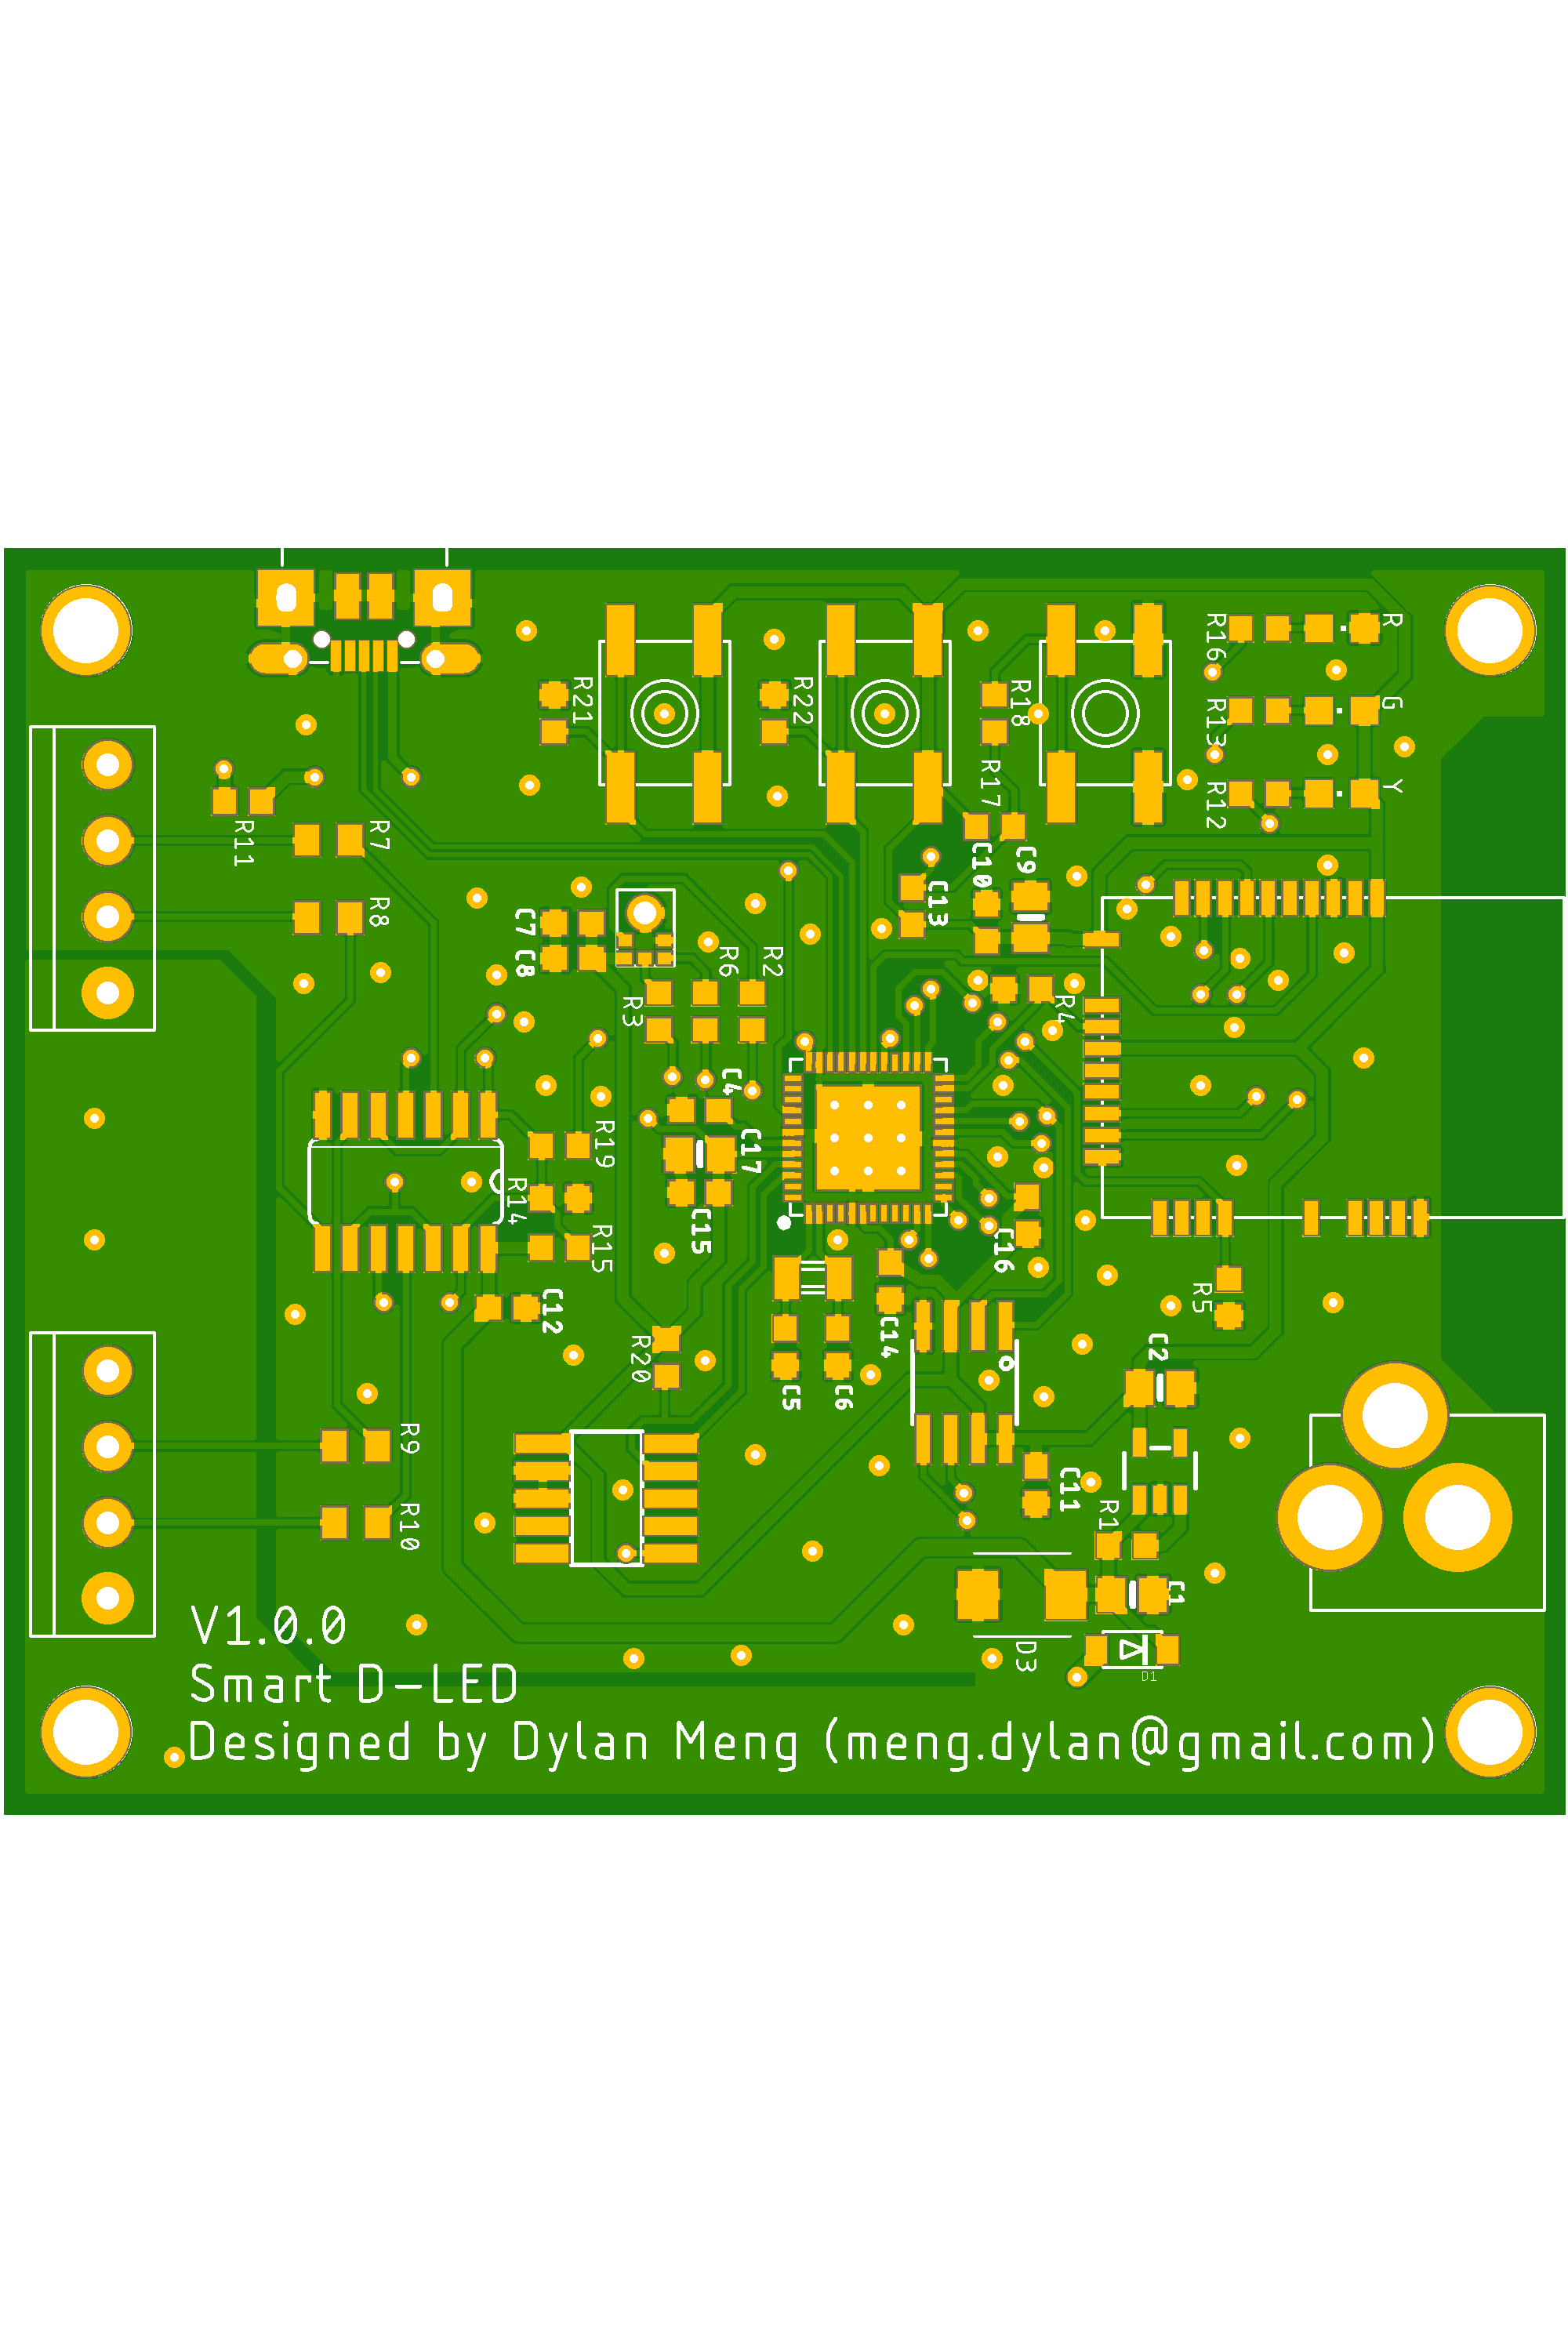 R16
R
R21
R22
R18
R13
G
R17
R12
Y
R11
R7
R8
C7
C8
C10
C9
C13
R6
R2
R3
R4
C4
C17
R19
R14
R15
C15
C16
C12
R20
C14
R5
C2
C5
C6
R9
R10
C11
R1
C1
D3
D1
V1.0.0
Smart D-LED
Designed by Dylan Meng (meng.dylan@gmail.com)